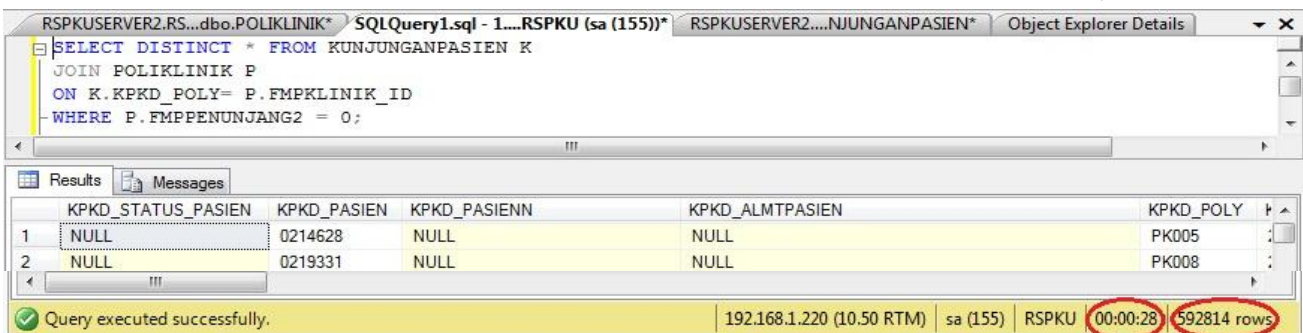 RSPKUSERVER2.RS...dbo.POLIKLINIK* SQLQuery1.sql - 1....RSPKU (sa (155))* RSPKUSERVER2....NJUNGANPASIEN* Object Explorer Details
SELECT DISTINCT * FROM KUNJUNGANPASIEN K
JOIN POLIKLINIK P
ON K.KPKD_POLY= P.FMPKLINIK_ID
WHERE P.FMPPENUNJANG2 = 0;
Results Messages
KPKD_STATUS_PASIEN KPKD_PASIEN KPKD_PASIENN KPKD_ALMTPASIEN KPKD_POLY
1 NULL 0214628 NULL NULL PK005
2 NULL 0219331 NULL NULL PK008
Query executed successfully. 192.168.1.220 (10.50 RTM) sa (155) RSPKU 00:00:28 592814 rows